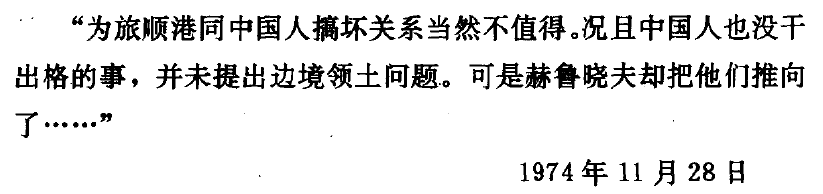 “为旅顺港同中国人搞坏关系当然不值得。况且中国人也没干
出格的事，并未提出边境领土问题。可是赫鲁晓夫却把他们推向
了……”
1974年11月28日